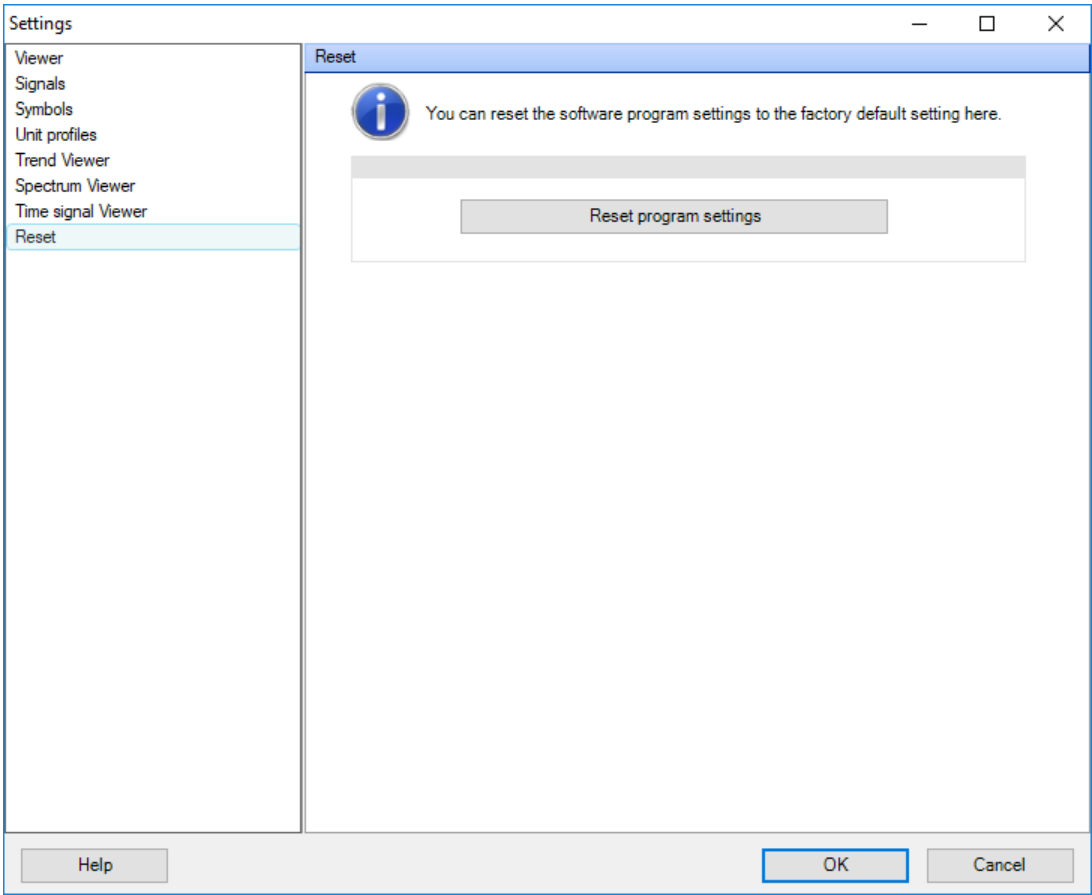 Settings
Viewer
Signals
Symbols
Unit profiles
Trend Viewer
Spectrum Viewer
Time signal Viewer
Reset
Reset
You can reset the software program settings to the factory default setting here.
Reset program settings
Help
OK
Cancel